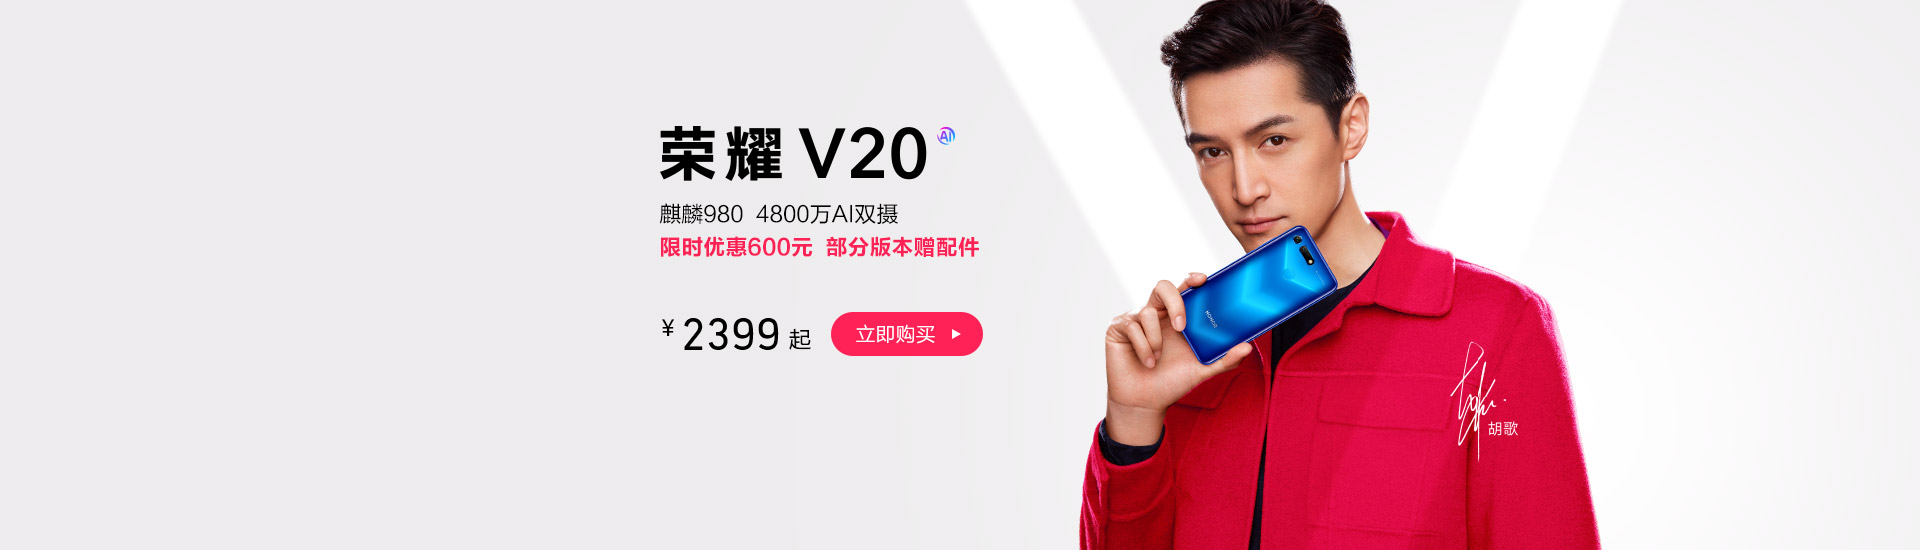 荣耀 V20 AI
麒麟980 4800万AI双摄
限时优惠600元 部分版本赠配件
¥ 2399 起 立即购买
HONOR
胡歌